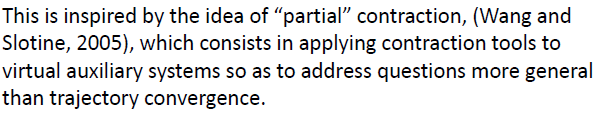 This is inspired by the idea of “partial” contraction, (Wang and
Slotine, 2005), which consists in applying contraction tools to
virtual auxiliary systems so as to address questions more general
than trajectory convergence.